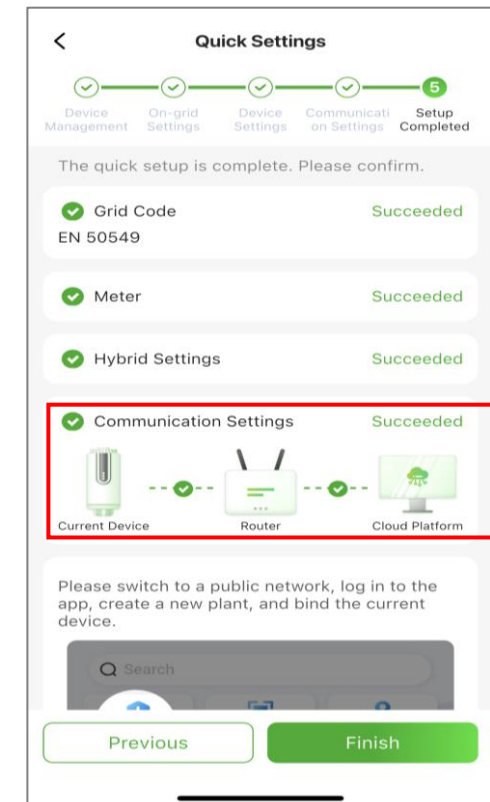 Quick Settings
5
Device Management
On-grid Settings
Device Settings
Communicati on Settings
Setup Completed
The quick setup is complete. Please confirm.
Grid Code Succeeded
EN 50549
Meter Succeeded
Hybrid Settings Succeeded
Communication Settings Succeeded
Current Device Router Cloud Platform
Please switch to a public network, log in to the
app, create a new plant, and bind the current
device.
Search
Previous Finish